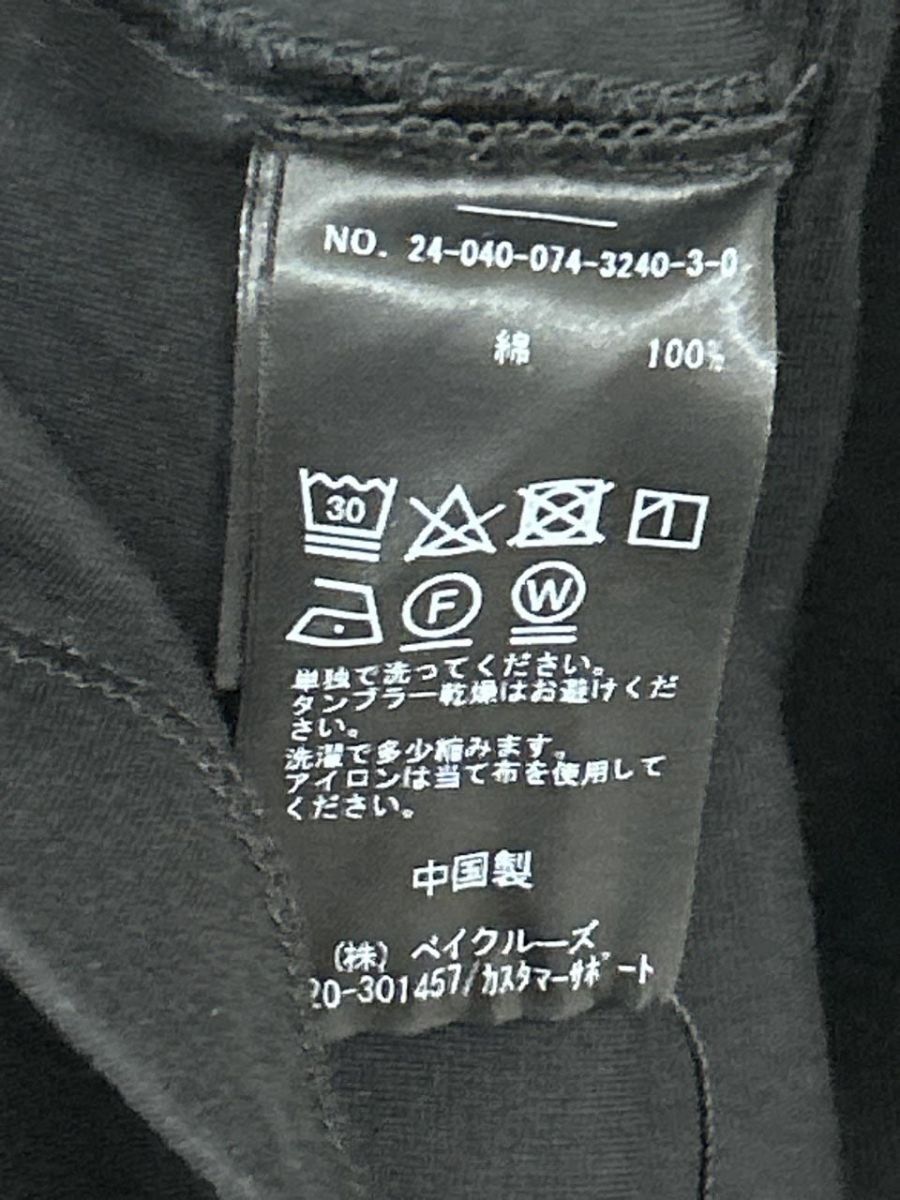 NO. 24-040-074-3240-3-0
綿 100%
30
F W
単独で洗ってください。
タンブラー乾燥はお避けくだ
さい。
洗濯で多少縮みます。
アイロンは当て布を使用して
ください。
中国製
(株) ベイクルーズ
20-301457/カスタマーサポート